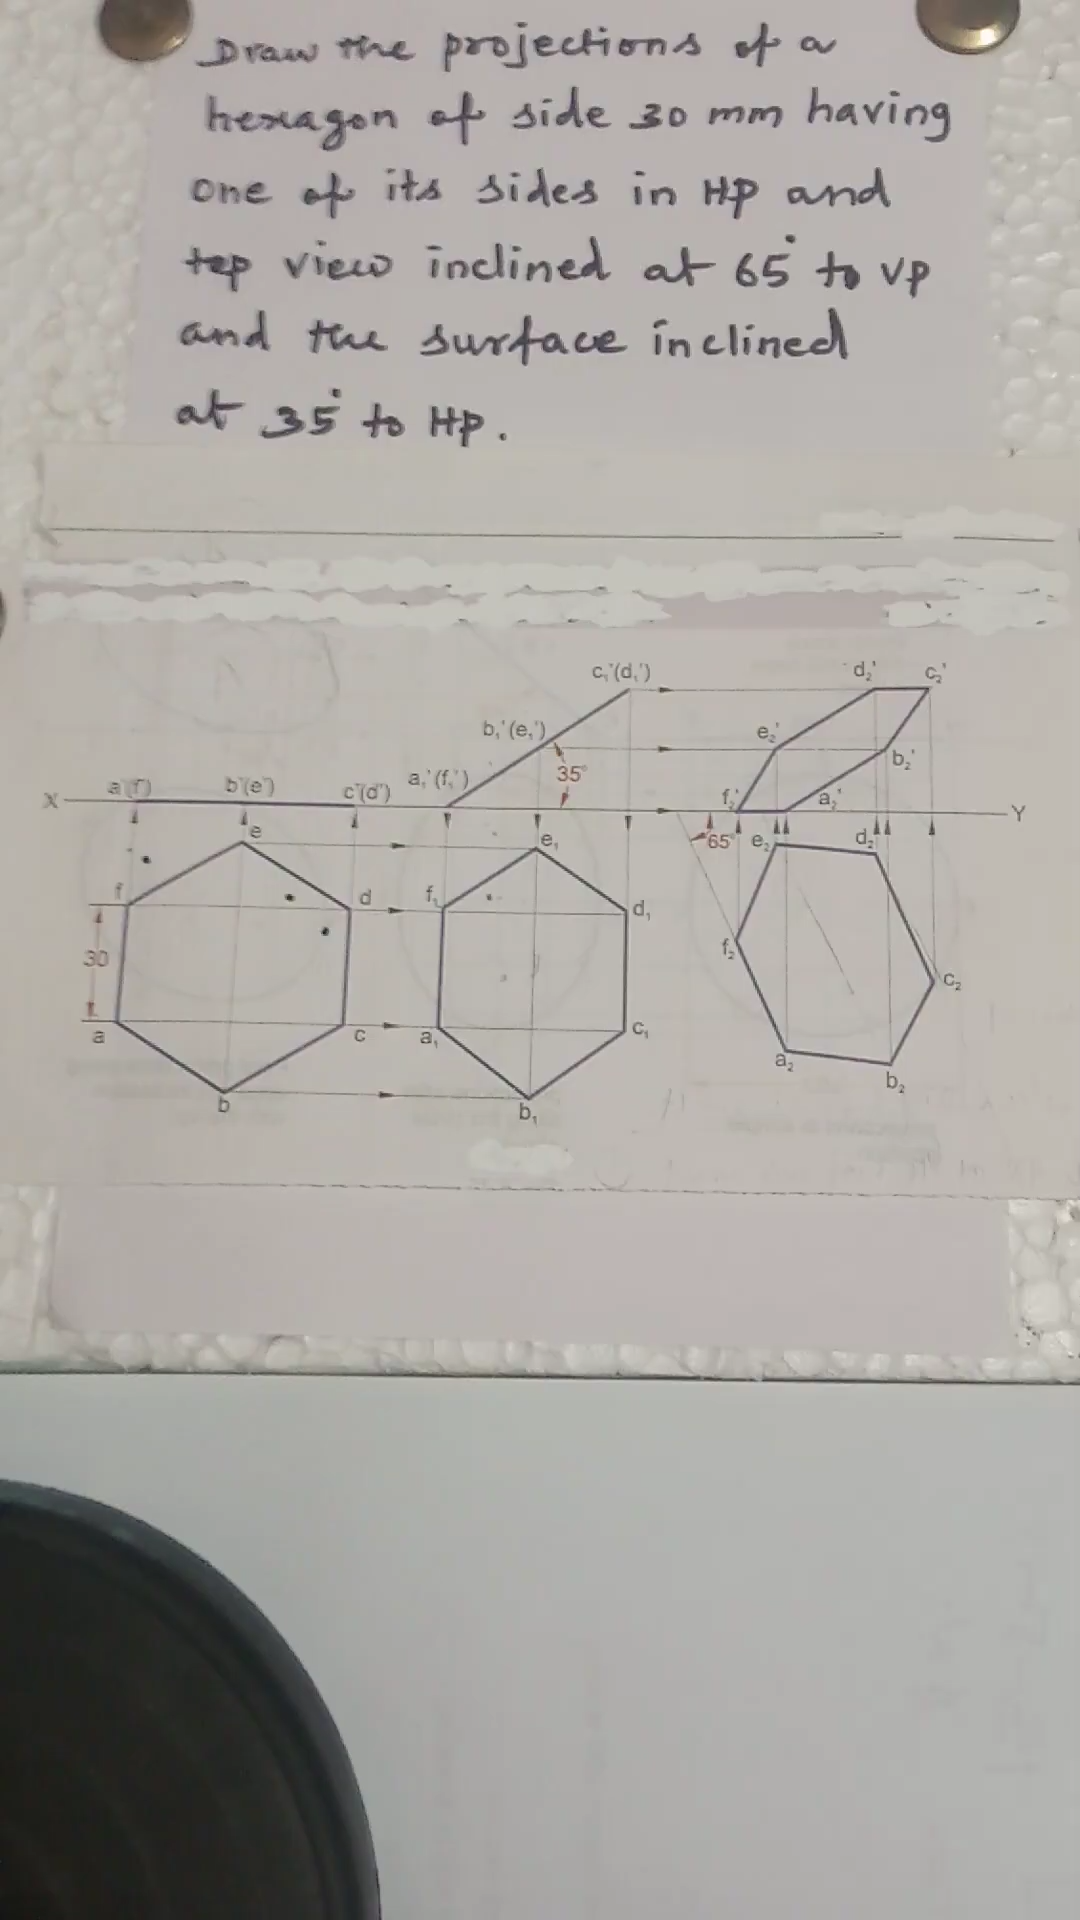 Draw the projections of a
hexagon of side 30 mm having
one of its sides in HP and
top view inclined at 65° to VP
and the surface inclined
at 35° to HP.
c₁'(d₁')
d₂' c₂'
b₁'(e₁')
e₂'
b₂'
35°
a'(f') b'(e') c'(d') a₁'(f₁')
f₂' a₂'
X Y
65°
e e₁ e₂ d₂
f d f₁ d₁
30
f₂ c₂
a c a₁ c₁
a₂ b₂
b b₁